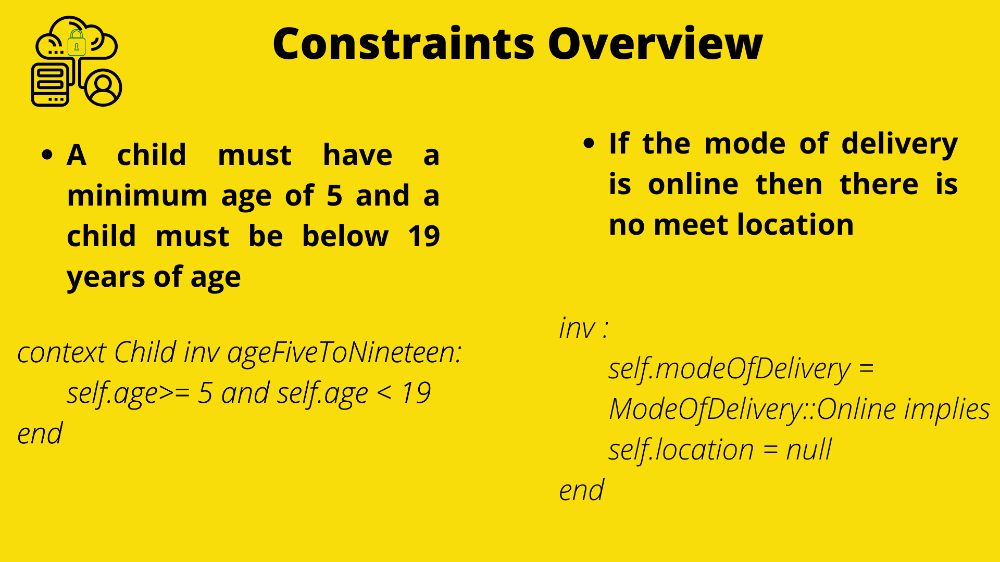 Constraints Overview
• A child must have a
minimum age of 5 and a
child must be below 19
years of age
context Child inv ageFiveToNineteen:
self.age>= 5 and self.age < 19
end
• If the mode of delivery
is online then there is
no meet location
inv :
self.modeOfDelivery =
ModeOfDelivery::Online implies
self.location = null
end